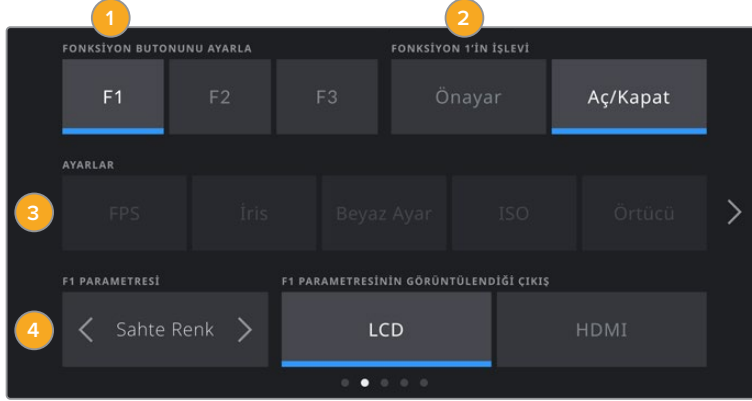 1 2
FONKSİYON BUTONUNU AYARLA FONKSİYON 1'İN İŞLEVİ
F1 F2 F3 Önayar Aç/Kapat
AYARLAR
3 FPS İris Beyaz Ayar ISO Örtücü
F1 PARAMETRESİ F1 PARAMETRESİNİN GÖRÜNTÜLENDİĞİ ÇIKIŞ
4 Sahte Renk LCD HDMI